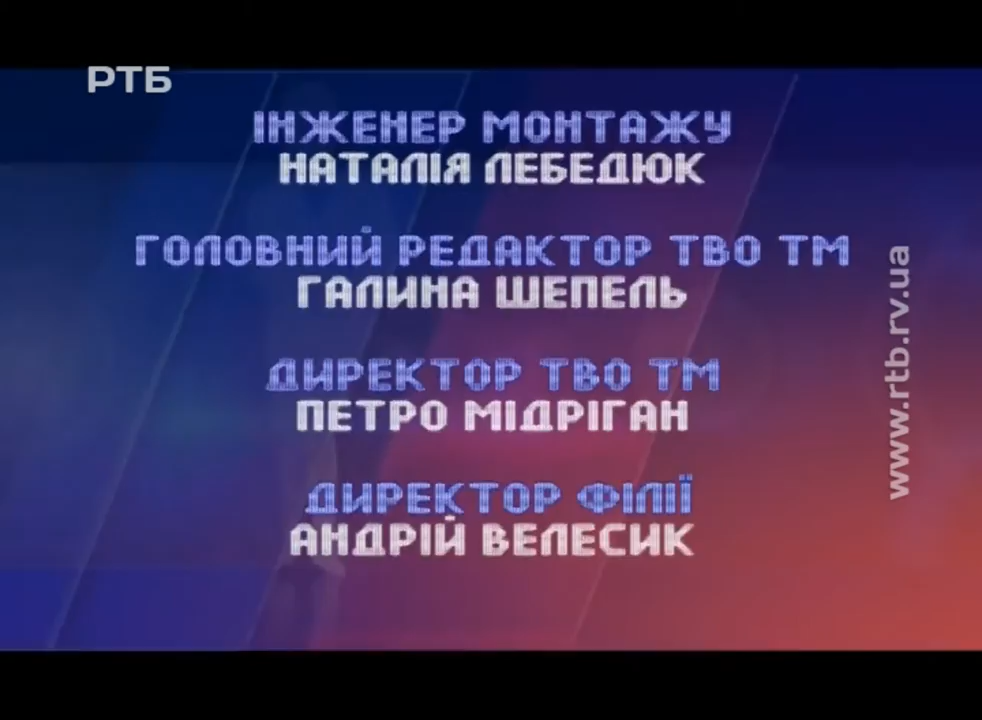 РТБ
ІНЖЕНЕР МОНТАЖУ
НАТАЛІЯ ЛЕБЕДЮК
ГОЛОВНИЙ РЕДАКТОР ТВО ТМ
ГАЛИНА ШЕПЕЛЬ
ДИРЕКТОР ТВО ТМ
ПЕТРО МІДРІГАН
ДИРЕКТОР ФІЛІЇ
АНДРІЙ ВЕЛЕСИК
www.rtb.rv.ua